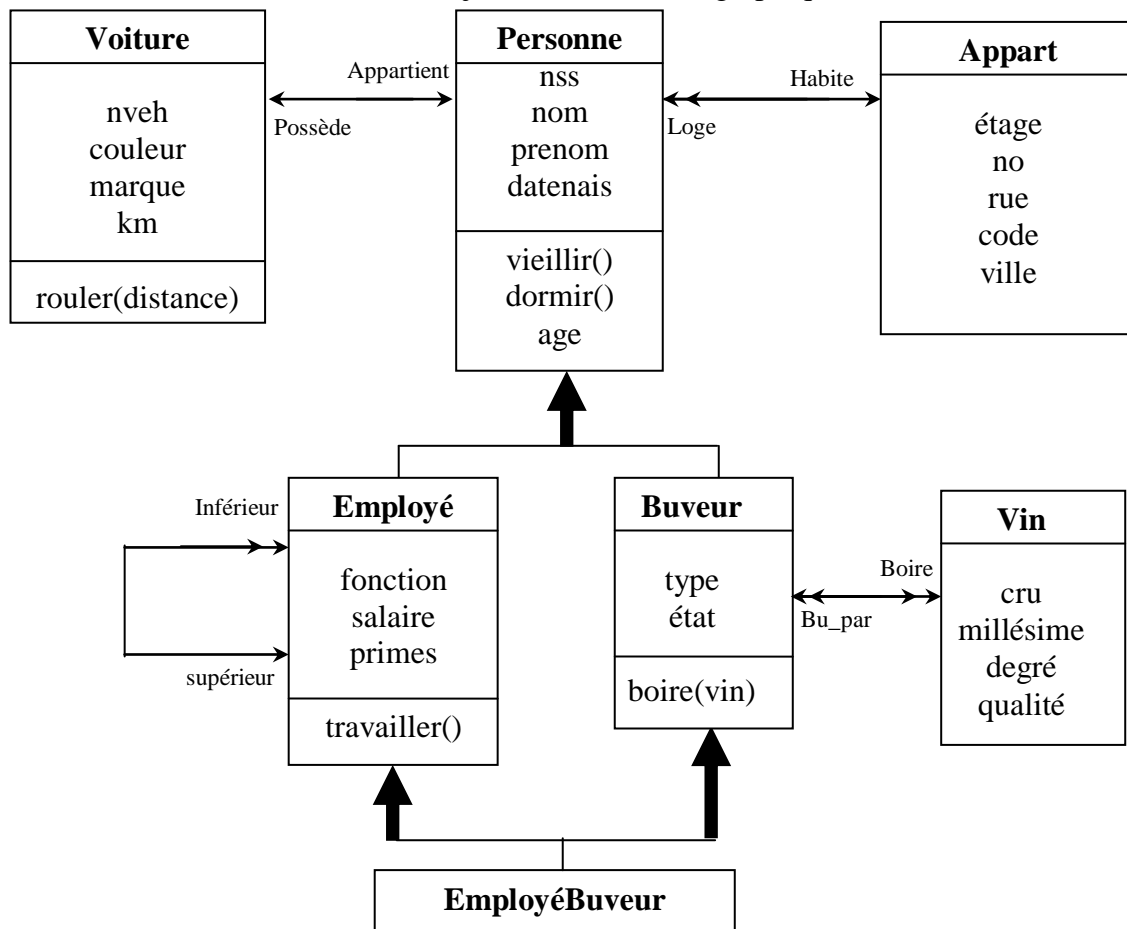 Voiture
nveh
couleur
marque
km
rouler(distance)
Appartient
Possède
Personne
nss
nom
prenom
datenais
vieillir()
dormir()
age
Habite
Loge
Appart
étage
no
rue
code
ville
Inférieur
supérieur
Employé
fonction
salaire
primes
travailler()
Buveur
type
état
boire(vin)
Boire
Bu_par
Vin
cru
millésime
degré
qualité
EmployéBuveur